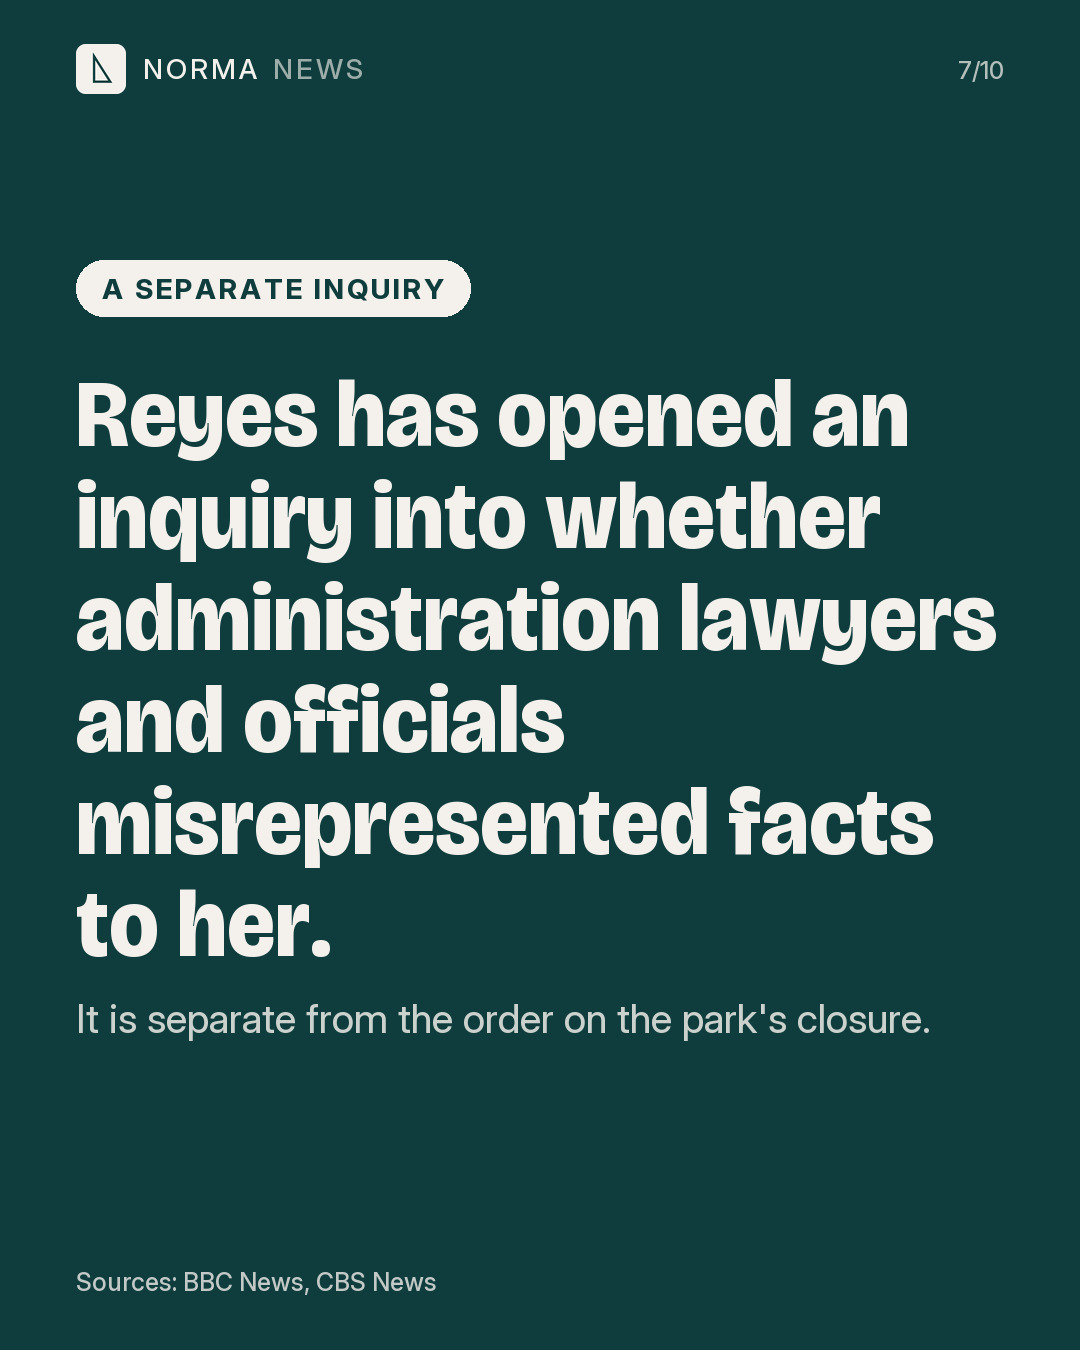 NORMA NEWS
7/10
A SEPARATE INQUIRY
Reyes has opened an
inquiry into whether
administration lawyers
and officials
misrepresented facts
to her.
It is separate from the order on the park's closure.
Sources: BBC News, CBS News